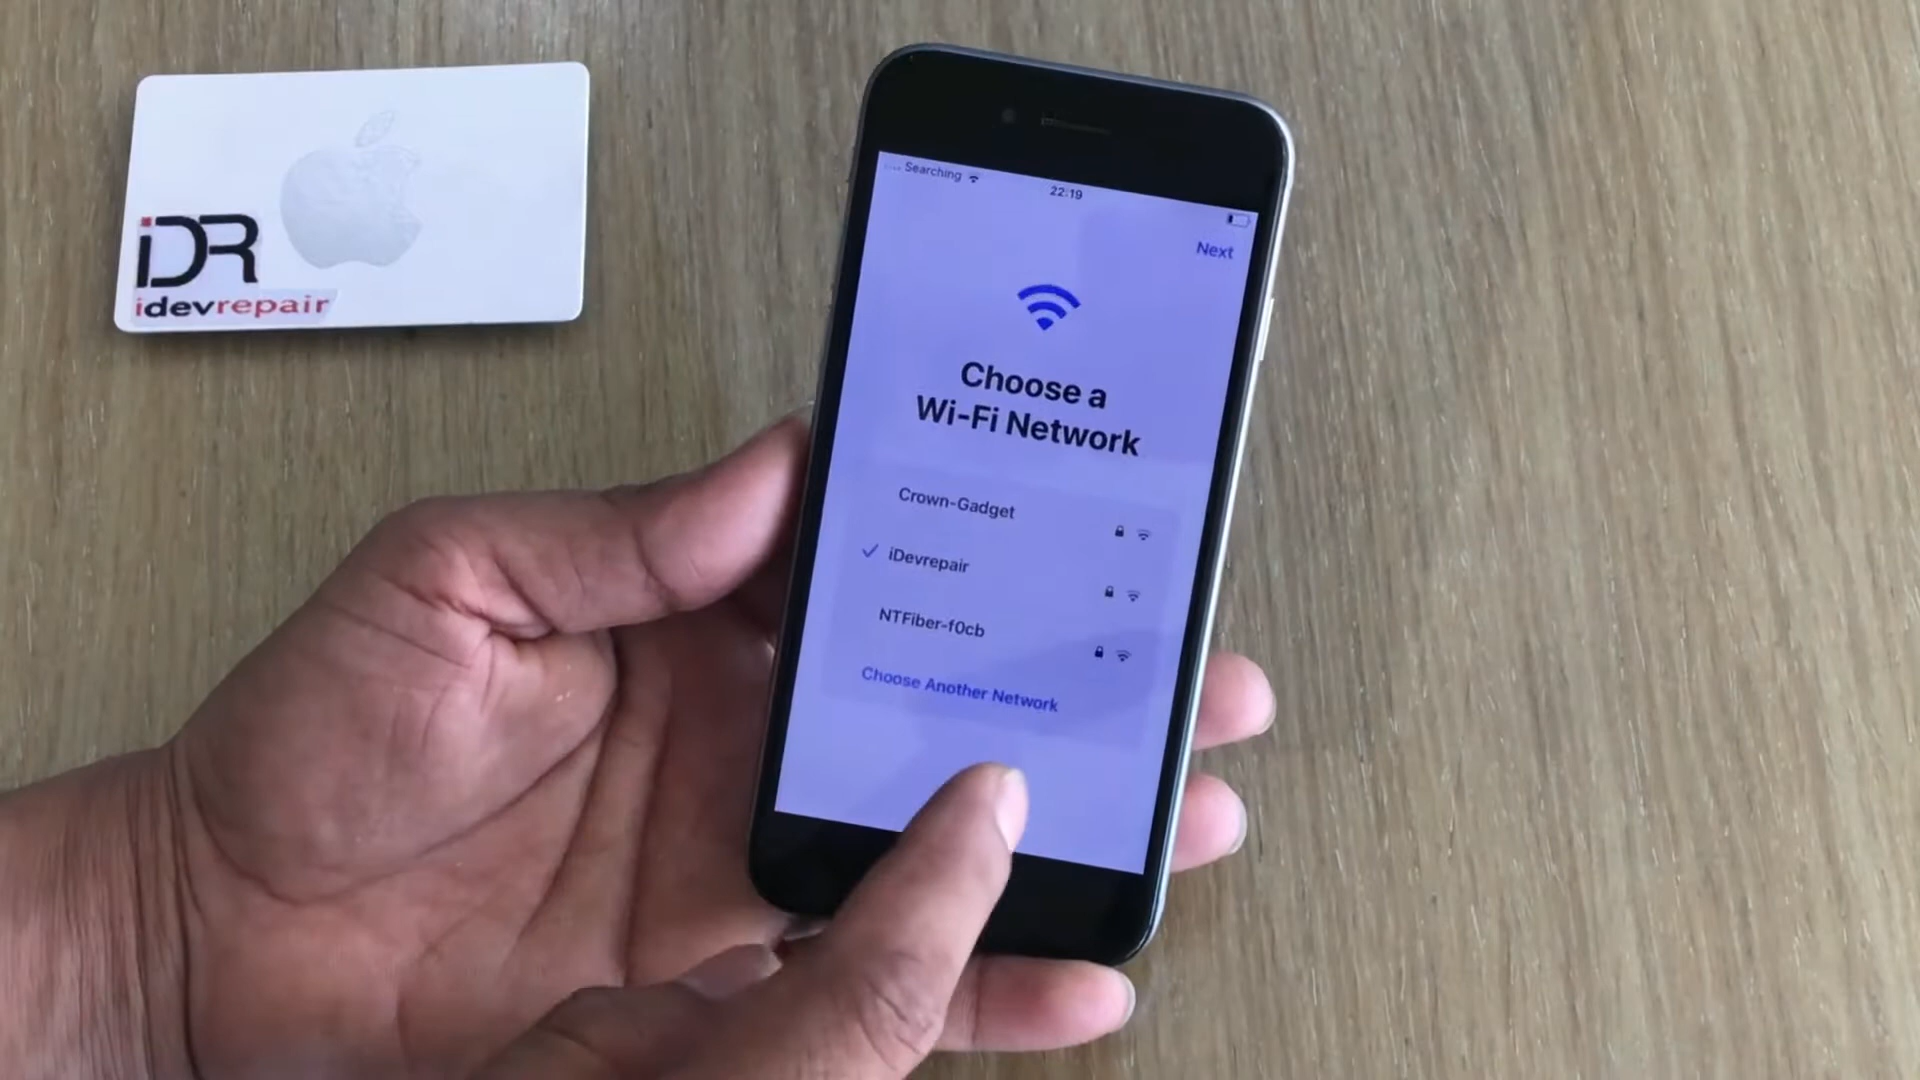 iDR
idevrepair
Searching
22:19
Next
Choose a
Wi-Fi Network
Crown-Gadget
iDevrepair
NTFiber-f0cb
Choose Another Network